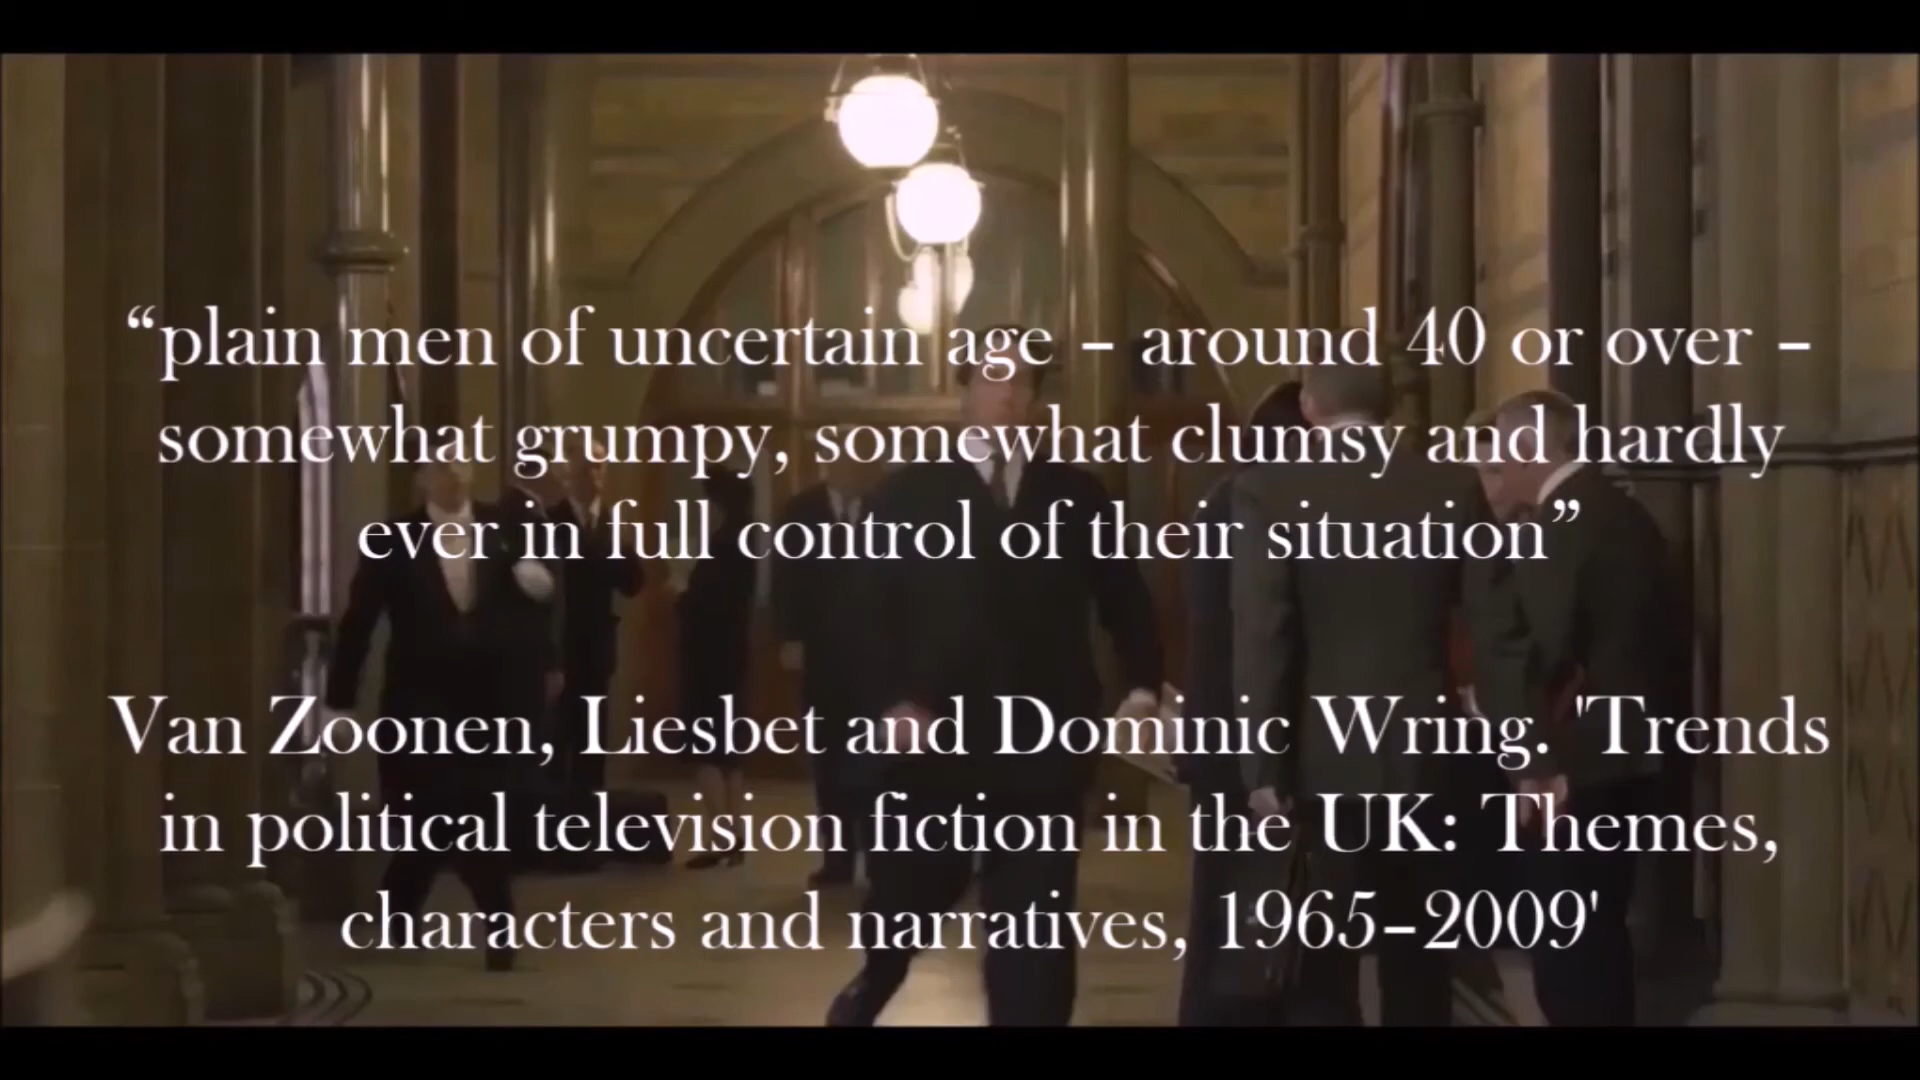 “plain men of uncertain age – around 40 or over –
somewhat grumpy, somewhat clumsy and hardly
ever in full control of their situation”
Van Zoonen, Liesbet and Dominic Wring. 'Trends
in political television fiction in the UK: Themes,
characters and narratives, 1965–2009'